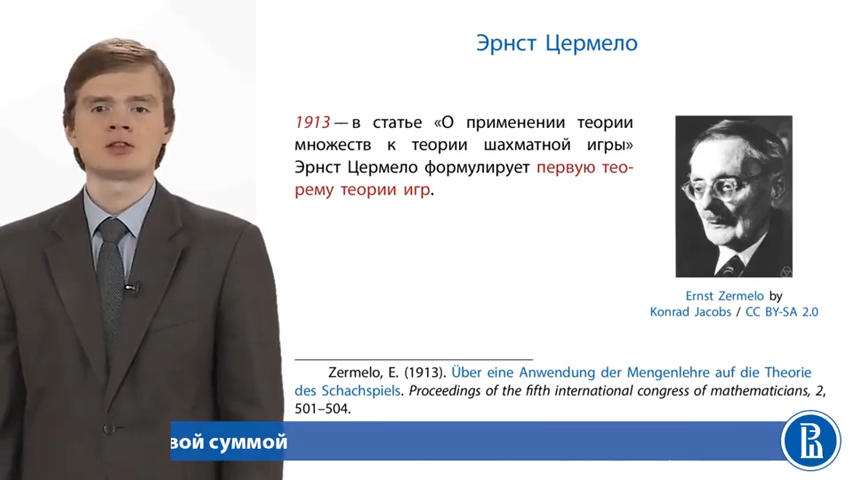 Эрнст Цермело
1913 — в статье «О применении теории
множеств к теории шахматной игры»
Эрнст Цермело формулирует первую тео-
рему теории игр.
Ernst Zermelo by
Konrad Jacobs / CC BY-SA 2.0
Zermelo, E. (1913). Über eine Anwendung der Mengenlehre auf die Theorie
des Schachspiels. Proceedings of the fifth international congress of mathematicians, 2,
501–504.
вой суммой